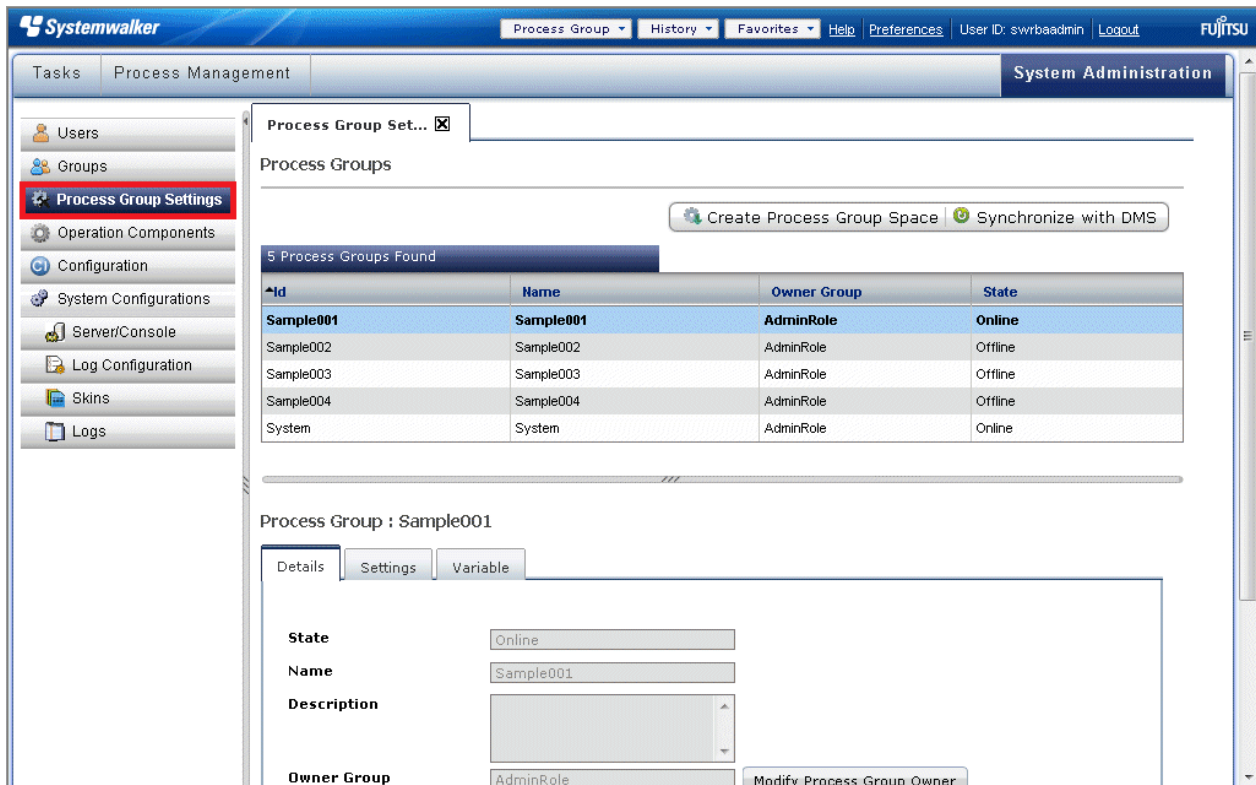 Systemwalker Process Group History Favorites Help Preferences User ID: swrbaadmin Logout FUJITSU
Tasks Process Management System Administration
Users
Groups
Process Group Settings
Operation Components
CI Configuration
System Configurations
Server/Console
Log Configuration
Skins
Logs
Process Group Set...
Process Groups
Create Process Group Space Synchronize with DMS
5 Process Groups Found
Id Name Owner Group State
Sample001 Sample001 AdminRole Online
Sample002 Sample002 AdminRole Offline
Sample003 Sample003 AdminRole Offline
Sample004 Sample004 AdminRole Offline
System System AdminRole Online
Process Group : Sample001
Details Settings Variable
State Online
Name Sample001
Description
Owner Group AdminRole Modify Process Group Owner